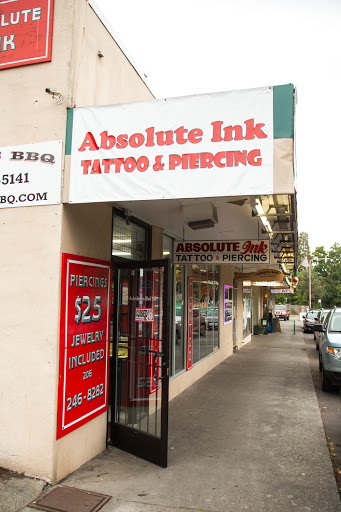 LUTE
NK
BBQ
-5141
BQ.COM
Absolute Ink
TATTOO & PIERCING
ABSOLUTE Ink
TATTOO & PIERCING
PIERCINGS
$25
JEWELRY
INCLUDED
206
246-8282